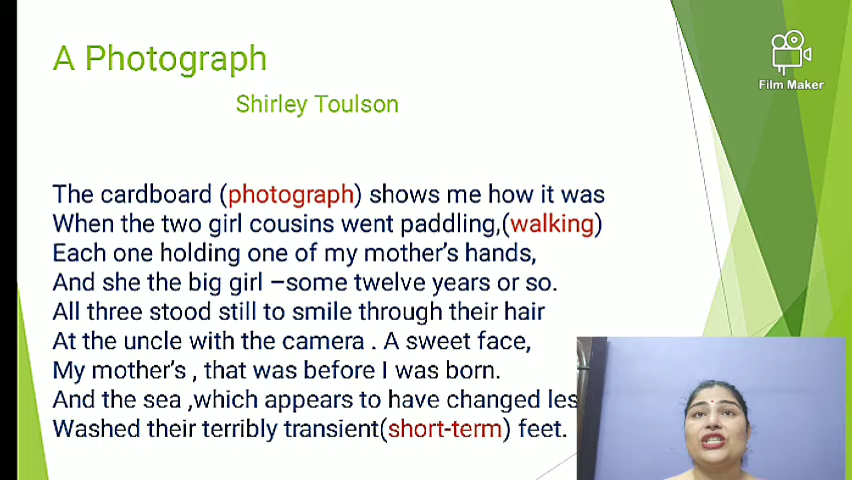 A Photograph
Film Maker
Shirley Toulson
The cardboard (photograph) shows me how it was
When the two girl cousins went paddling,(walking)
Each one holding one of my mother's hands,
And she the big girl –some twelve years or so.
All three stood still to smile through their hair
At the uncle with the camera . A sweet face,
My mother's , that was before I was born.
And the sea ,which appears to have changed les
Washed their terribly transient(short-term) feet.